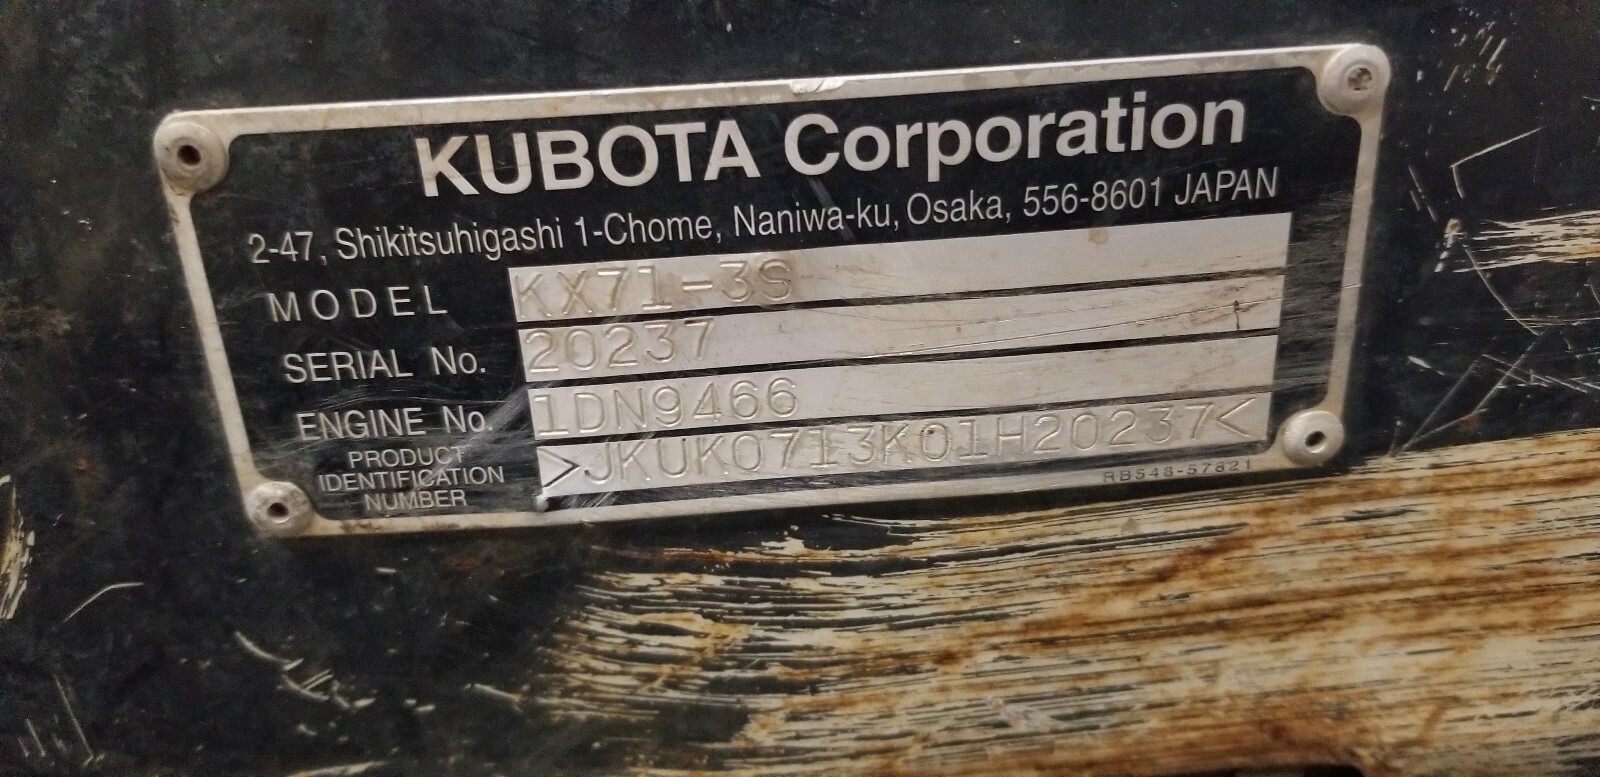 KUBOTA Corporation
2-47, Shikitsuhigashi 1-Chome, Naniwa-ku, Osaka, 556-8601 JAPAN
MODEL KX71-3S
SERIAL No. 20237
ENGINE No. 1DN9466
PRODUCT IDENTIFICATION NUMBER >JKUK0713K01H20237<
RB548-57821